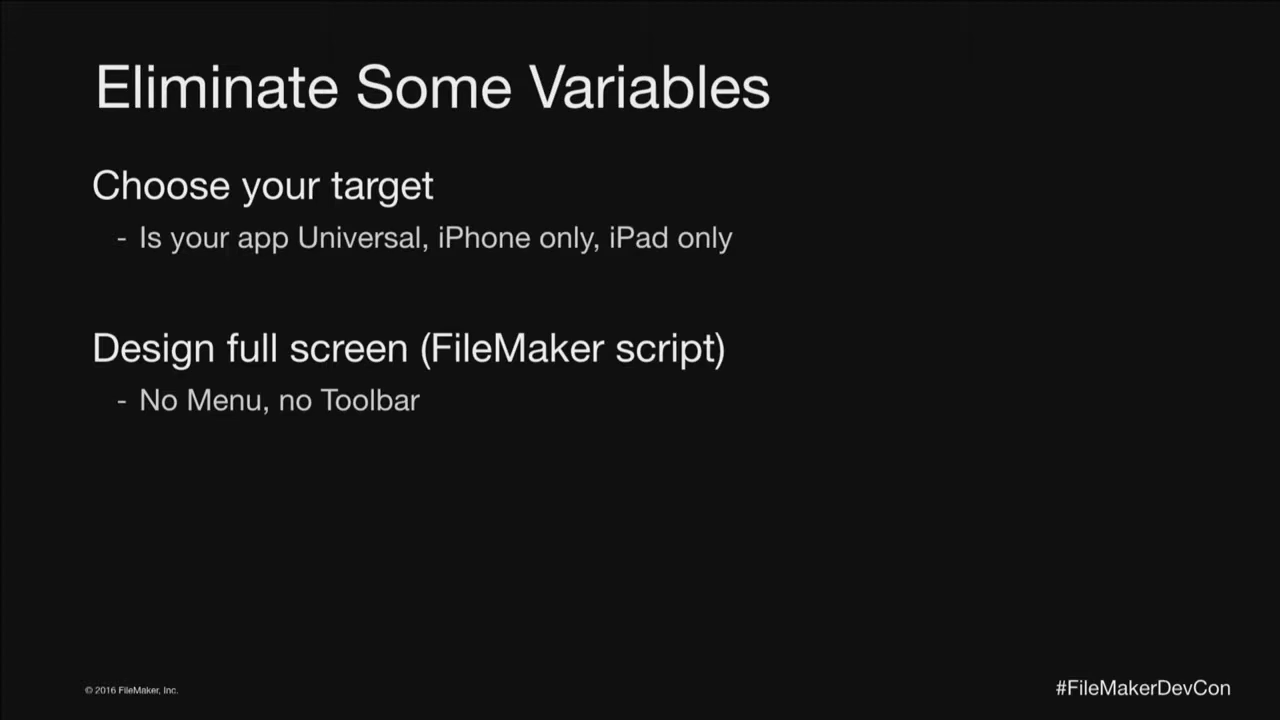 Eliminate Some Variables
Choose your target
- Is your app Universal, iPhone only, iPad only
Design full screen (FileMaker script)
- No Menu, no Toolbar
© 2016 FileMaker, Inc.
#FileMakerDevCon